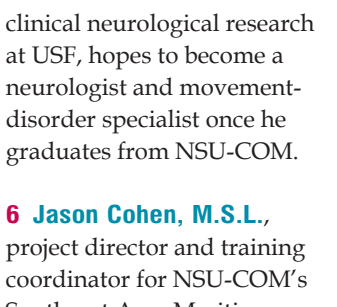 clinical neurological research
at USF, hopes to become a
neurologist and movement-
disorder specialist once he
graduates from NSU-COM.
6 Jason Cohen, M.S.L.,
project director and training
coordinator for NSU-COM's